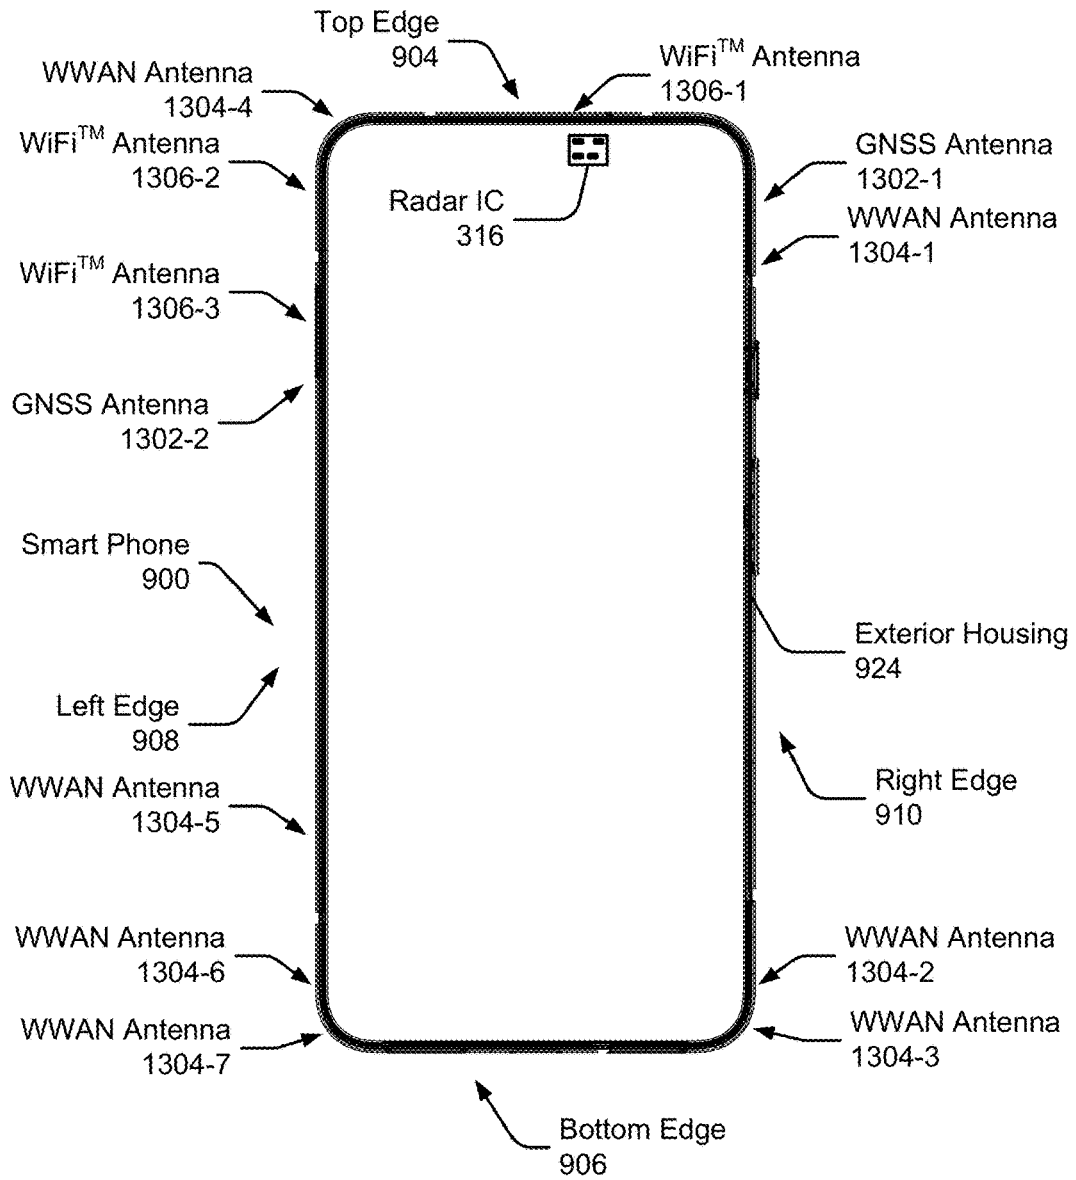 Top Edge
904
WiFi™ Antenna
1306-1
WWAN Antenna
1304-4
WiFi™ Antenna
1306-2
GNSS Antenna
1302-1
Radar IC
316
WWAN Antenna
1304-1
WiFi™ Antenna
1306-3
GNSS Antenna
1302-2
Smart Phone
900
Exterior Housing
924
Left Edge
908
Right Edge
910
WWAN Antenna
1304-5
WWAN Antenna
1304-6
WWAN Antenna
1304-2
WWAN Antenna
1304-7
WWAN Antenna
1304-3
Bottom Edge
906